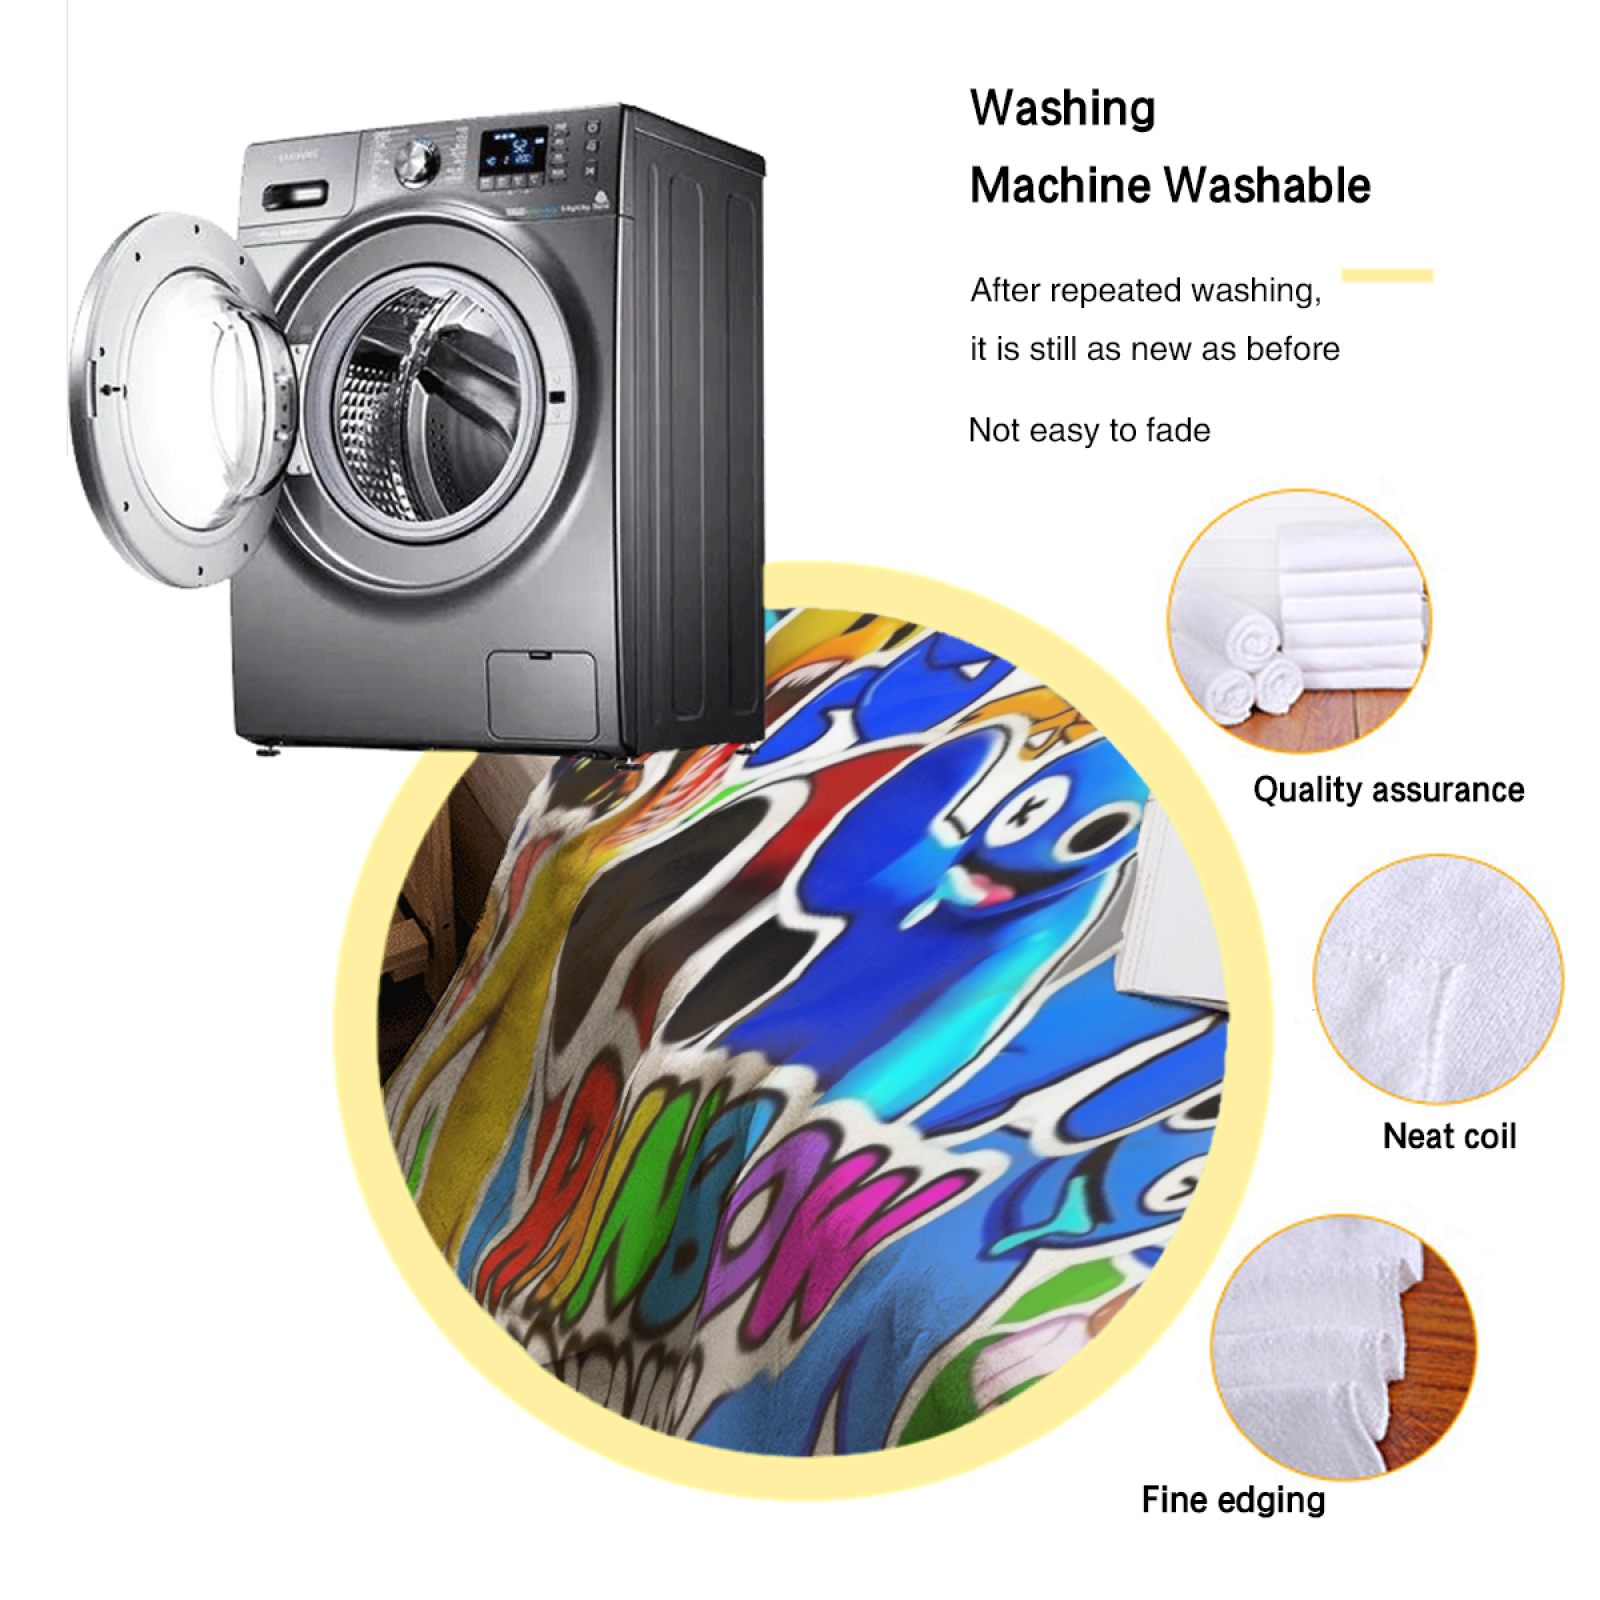 Washing
Machine Washable
After repeated washing,
it is still as new as before
Not easy to fade
Quality assurance
Neat coil
Fine edging
RAINBOW